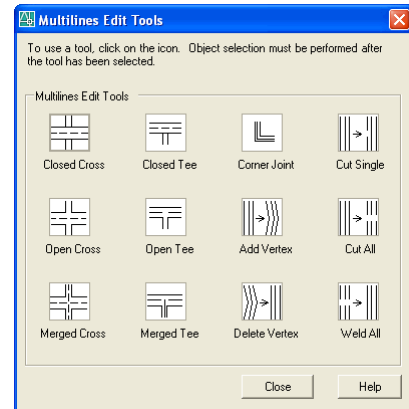 Multilines Edit Tools
To use a tool, click on the icon. Object selection must be performed after
the tool has been selected.
Multilines Edit Tools
Closed Cross Closed Tee Corner Joint Cut Single
Open Cross Open Tee Add Vertex Cut All
Merged Cross Merged Tee Delete Vertex Weld All
Close Help